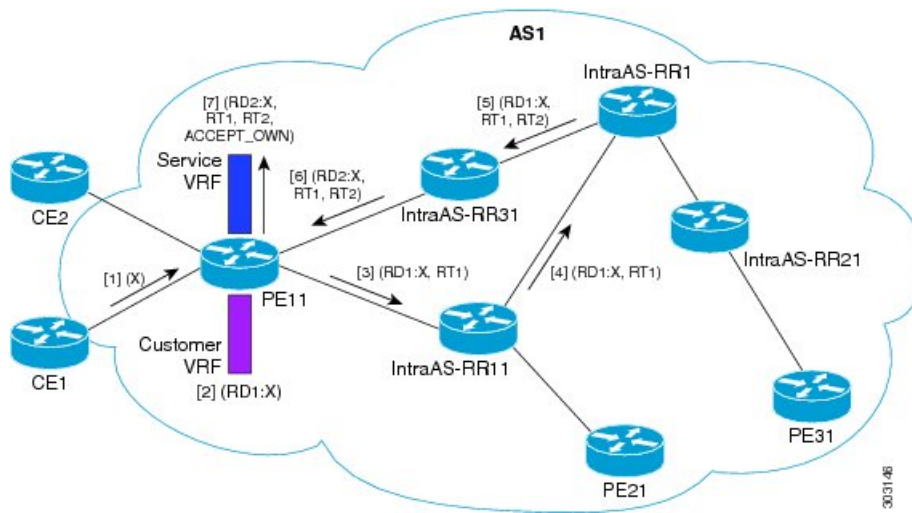 AS1
IntraAS-RR1
[7] (RD2:X,
RT1, RT2,
ACCEPT_OWN)
[5] (RD1:X,
RT1, RT2)
Service
VRF
[6] (RD2:X,
RT1, RT2)
IntraAS-RR31
CE2
IntraAS-RR21
[1] (X)
PE11
[3] (RD1:X, RT1)
[4] (RD1:X, RT1)
Customer
VRF
IntraAS-RR11
CE1
[2] (RD1:X)
PE31
PE21
303146